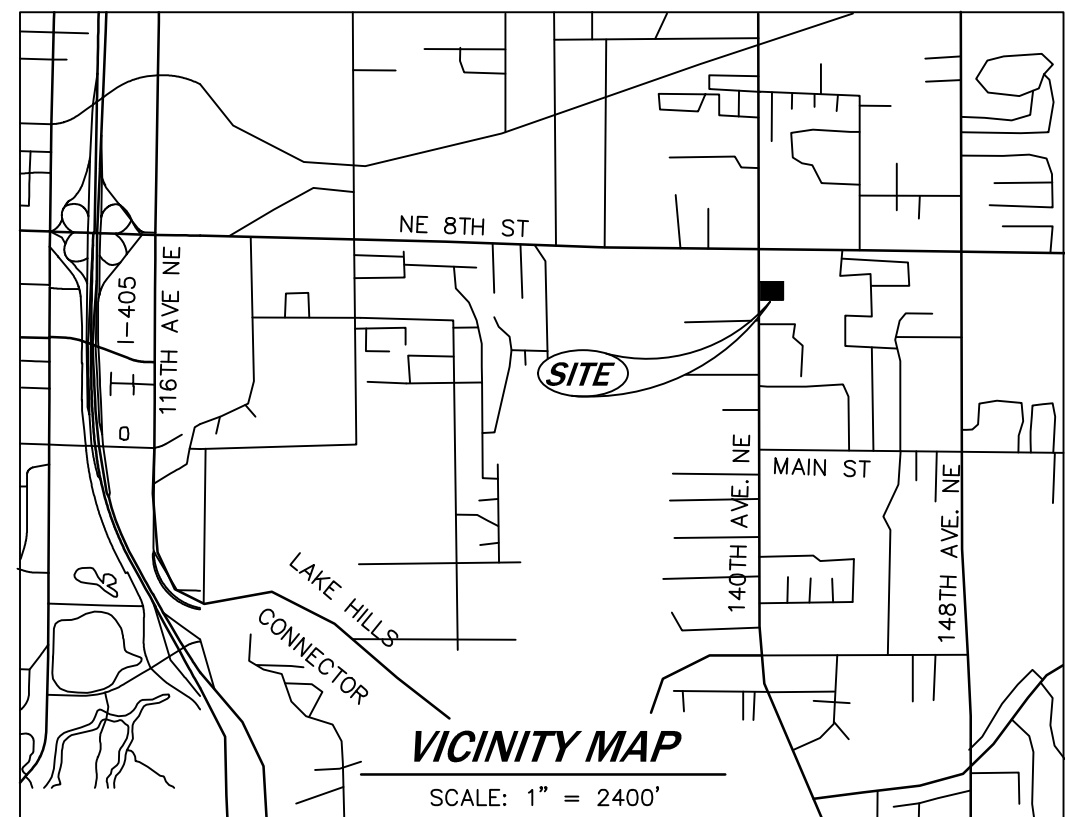 NE 8TH ST
I-405
116TH AVE NE
SITE
140TH AVE. NE
MAIN ST
148TH AVE. NE
LAKE HILLS
CONNECTOR
VICINITY MAP
SCALE: 1" = 2400'